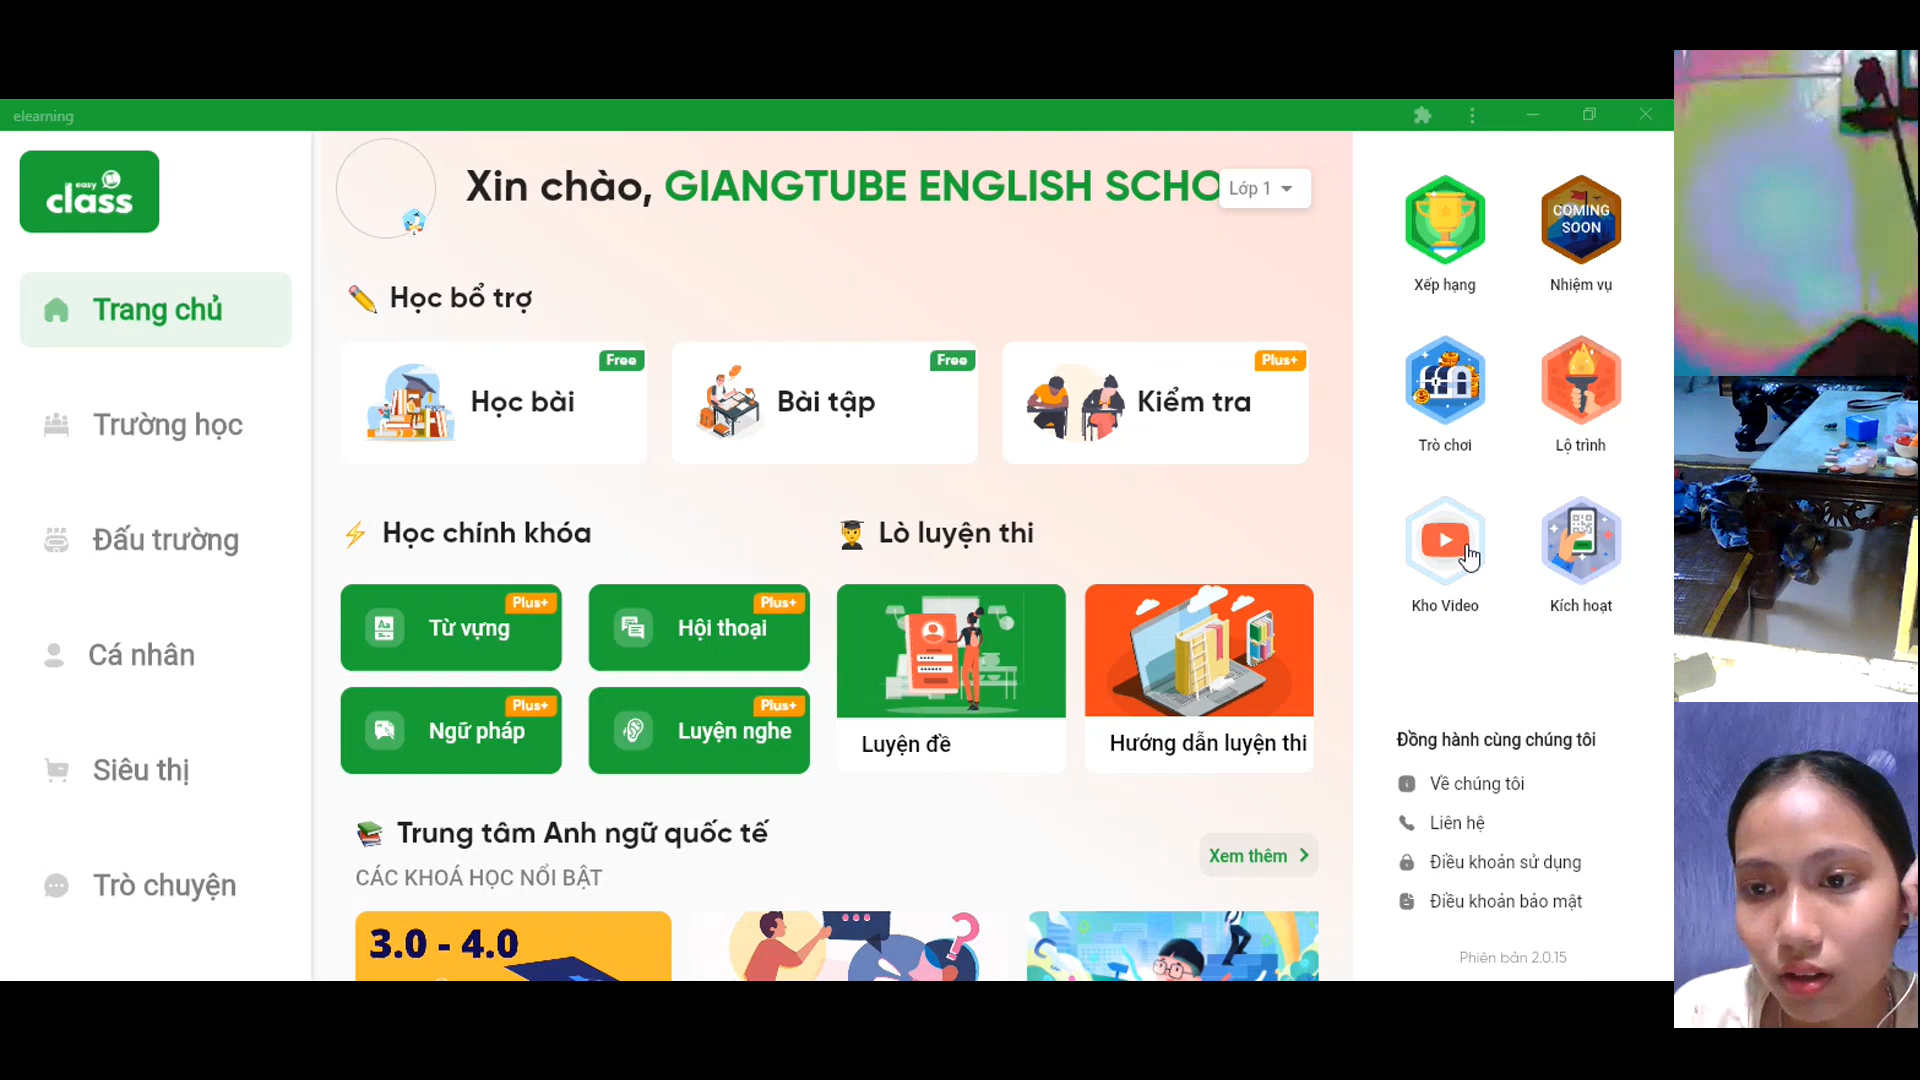 elearning
easy
class
Trang chủ
Trường học
Đấu trường
Cá nhân
Siêu thị
Trò chuyện
Xin chào, GIANGTUBE ENGLISH SCHO
Lớp 1
Học bổ trợ
Free
Học bài
Free
Bài tập
Plus+
Kiểm tra
Học chính khóa
Plus+
Từ vựng
Plus+
Hội thoại
Plus+
Ngữ pháp
Plus+
Luyện nghe
Lò luyện thi
Luyện đề
Hướng dẫn luyện thi
Trung tâm Anh ngữ quốc tế
CÁC KHOÁ HỌC NỔI BẬT
Xem thêm
3.0 - 4.0
Xếp hạng
COMING
SOON
Nhiệm vụ
Trò chơi
Lộ trình
Kho Video
Kích hoạt
Đồng hành cùng chúng tôi
Về chúng tôi
Liên hệ
Điều khoản sử dụng
Điều khoản bảo mật
Phiên bản 2.0.15